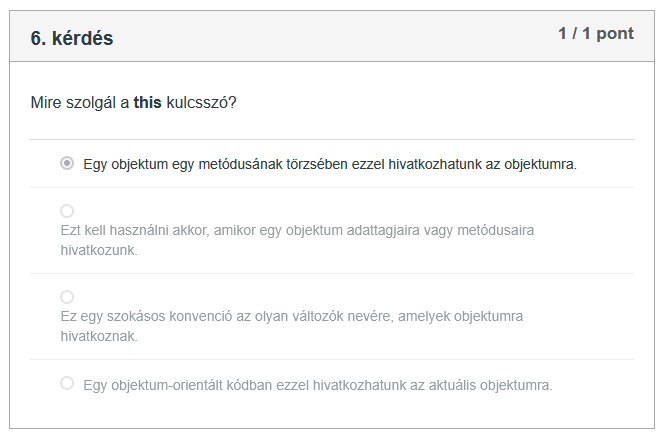 6. kérdés
1 / 1 pont
Mire szolgál a this kulcsszó?
Egy objektum egy metódusának törzsében ezzel hivatkozhatunk az objektumra.
Ezt kell használni akkor, amikor egy objektum adattagjaira vagy metódusaira
hivatkozunk.
Ez egy szokásos konvenció az olyan változók nevére, amelyek objektumra
hivatkoznak.
Egy objektum-orientált kódban ezzel hivatkozhatunk az aktuális objektumra.